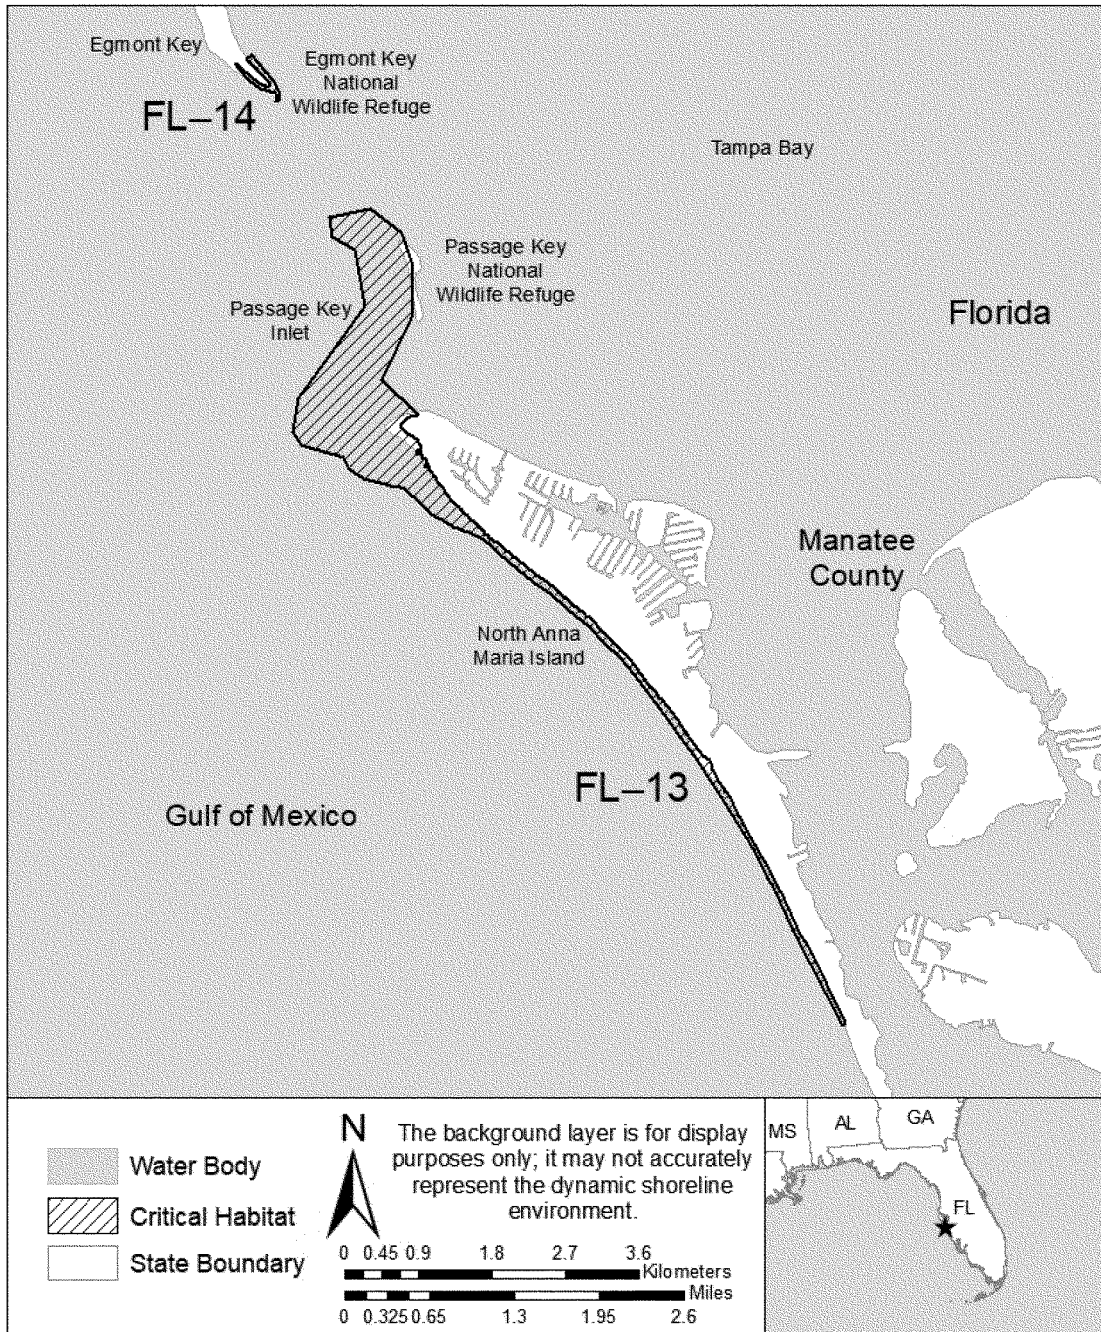 Egmont Key
Egmont Key
National
Wildlife Refuge
FL–14
Tampa Bay
Passage Key
National
Wildlife Refuge
Passage Key
Inlet
Florida
Manatee
County
North Anna
Maria Island
FL–13
Gulf of Mexico
Water Body
Critical Habitat
State Boundary
N
The background layer is for display
purposes only; it may not accurately
represent the dynamic shoreline
environment.
0 0.45 0.9 1.8 2.7 3.6
Kilometers
Miles
0 0.325 0.65 1.3 1.95 2.6
MS
AL
GA
FL